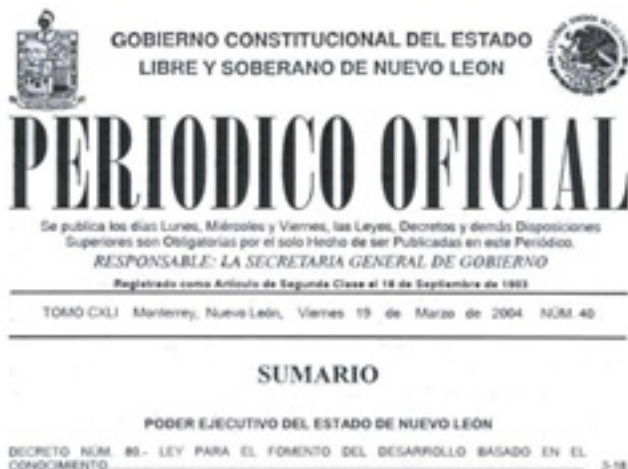 GOBIERNO CONSTITUCIONAL DEL ESTADO
LIBRE Y SOBERANO DE NUEVO LEON
PERIODICO OFICIAL
Se publica los días Lunes, Miércoles y Viernes, las Leyes, Decretos y demás Disposiciones
Superiores son Obligatorias por el solo Hecho de ser Publicadas en este Periódico.
RESPONSABLE: LA SECRETARIA GENERAL DE GOBIERNO
Registrado como Artículo de Segunda Clase el 18 de Septiembre de 1903
TOMO CXLI Monterrey, Nuevo León, Viernes 19 de Marzo de 2004 NÚM. 40
SUMARIO
PODER EJECUTIVO DEL ESTADO DE NUEVO LEÓN
DECRETO NÚM. 80.- LEY PARA EL FOMENTO DEL DESARROLLO BASADO EN EL
CONOCIMIENTO 3-18